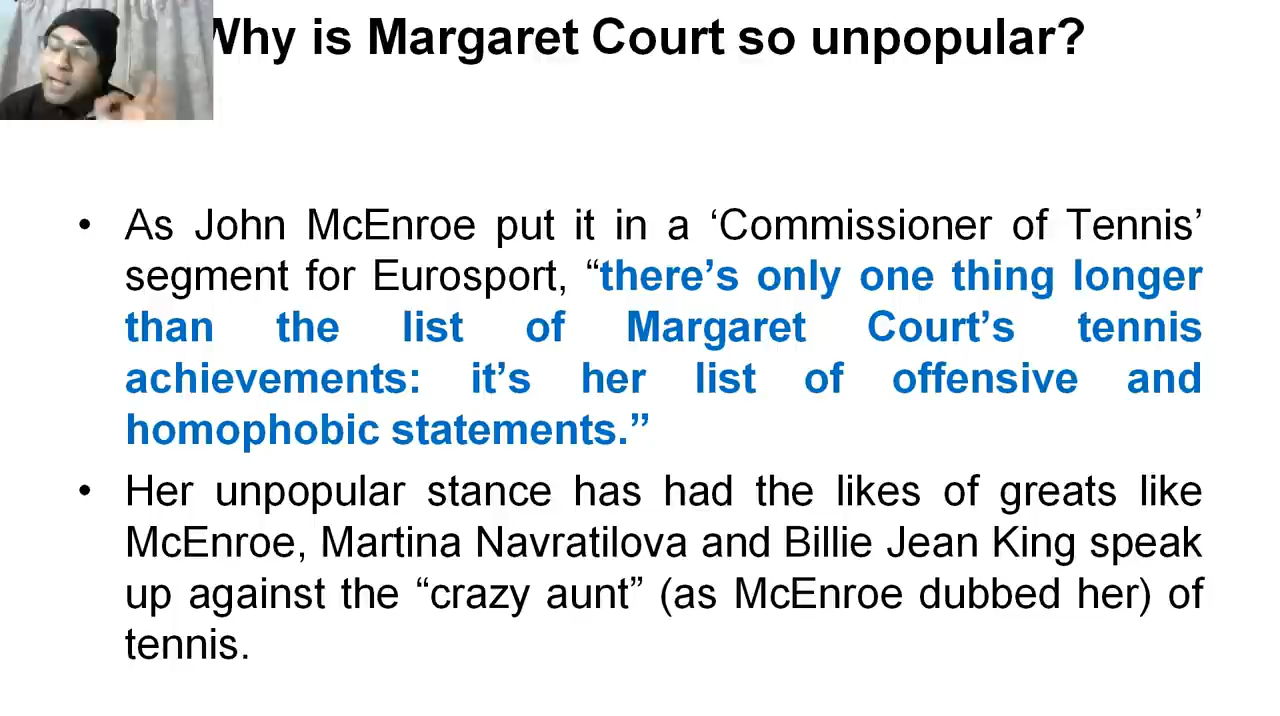 Why is Margaret Court so unpopular?
• As John McEnroe put it in a ‘Commissioner of Tennis’
segment for Eurosport, “there’s only one thing longer
than the list of Margaret Court’s tennis
achievements: it’s her list of offensive and
homophobic statements.”
• Her unpopular stance has had the likes of greats like
McEnroe, Martina Navratilova and Billie Jean King speak
up against the “crazy aunt” (as McEnroe dubbed her) of
tennis.